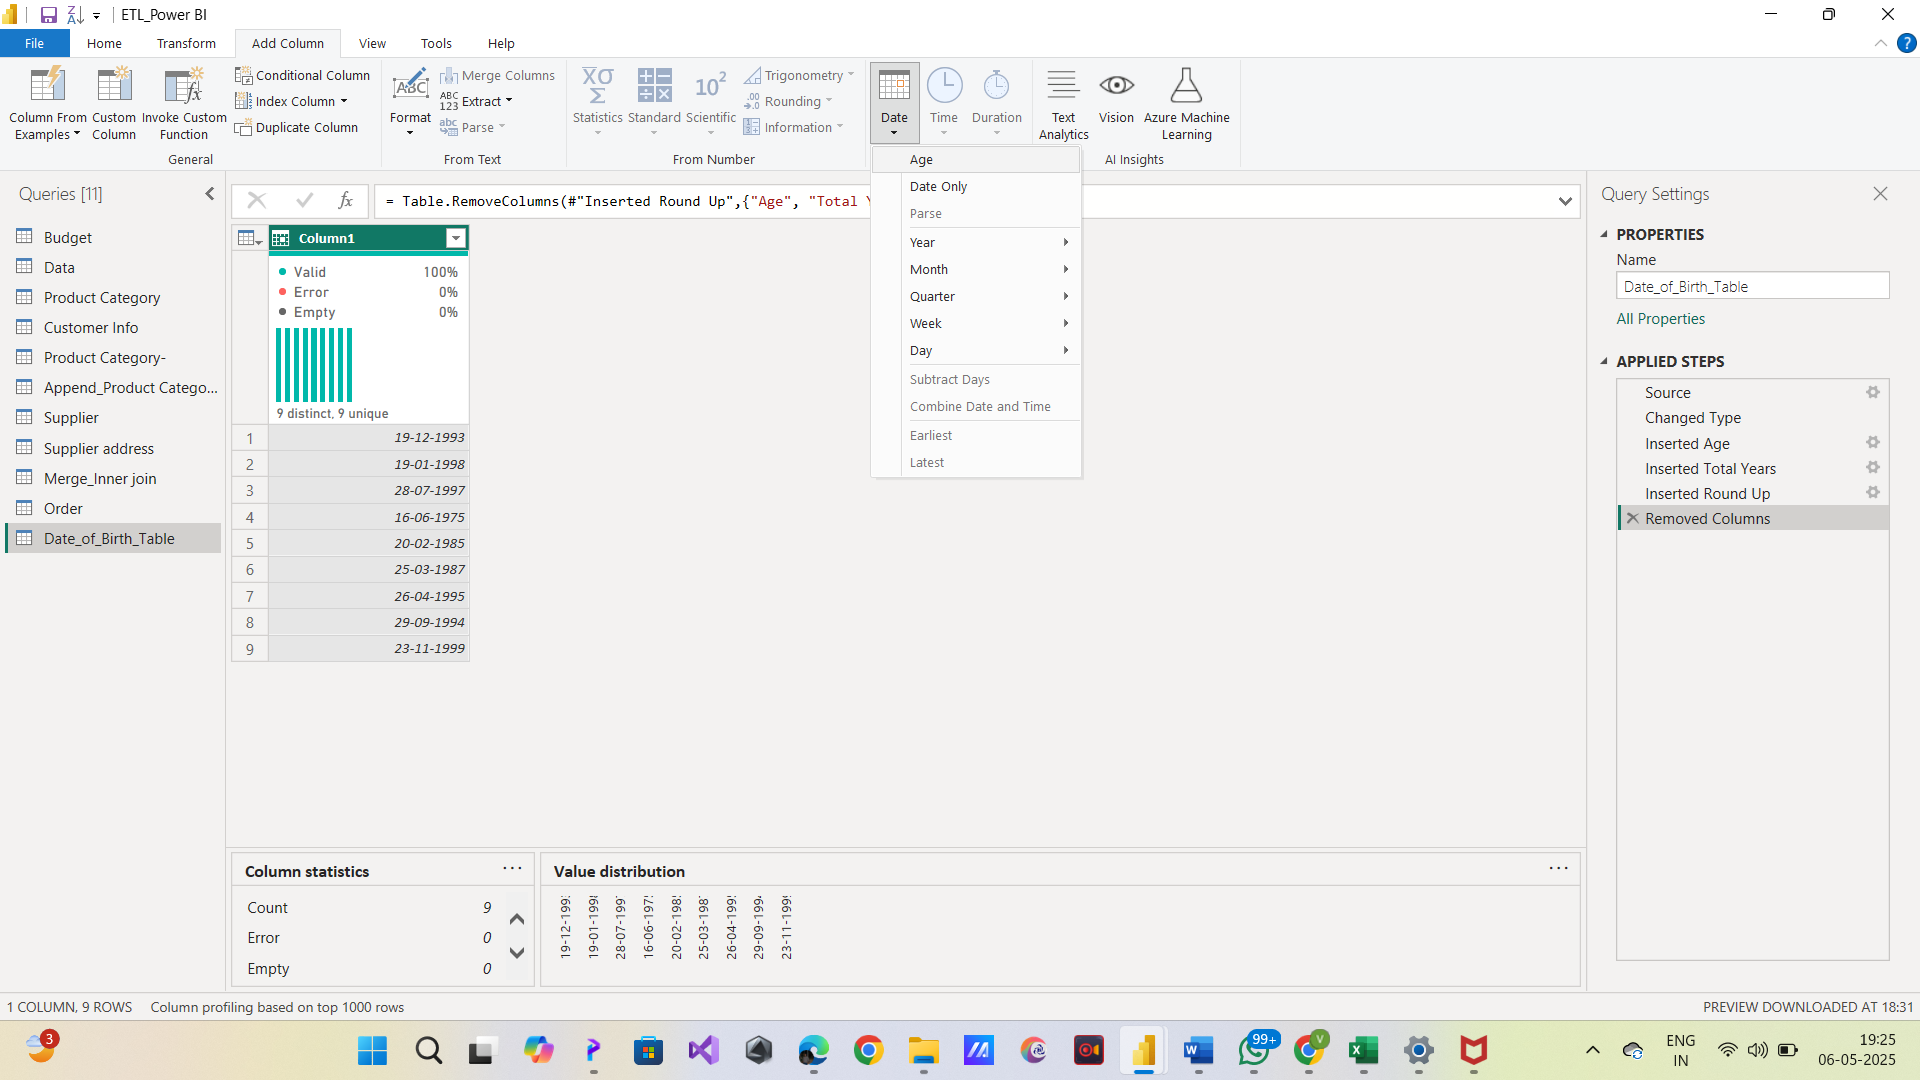 ETL_Power BI
File
Home
Transform
Add Column
View
Tools
Help
Column From
Examples
Custom
Column
Invoke Custom
Function
Conditional Column
Index Column
Duplicate Column
General
ABC
Format
Merge Columns
ABC
123 Extract
abc Parse
From Text
XΣ
Statistics
Standard
10²
Scientific
Trigonometry
.00
Rounding
Information
From Number
Date
Time
Duration
Text
Analytics
Vision
Azure Machine
Learning
AI Insights
Age
Date Only
Parse
Year
Month
Quarter
Week
Day
Subtract Days
Combine Date and Time
Earliest
Latest
Queries [11]
Budget
Data
Product Category
Customer Info
Product Category-
Append_Product Catego...
Supplier
Supplier address
Merge_Inner join
Order
Date_of_Birth_Table
fx
= Table.RemoveColumns(#"Inserted Round Up",{"Age", "Total
Column1
Valid 100%
Error 0%
Empty 0%
9 distinct, 9 unique
1 19-12-1993
2 19-01-1998
3 28-07-1997
4 16-06-1975
5 20-02-1985
6 25-03-1987
7 26-04-1995
8 29-09-1994
9 23-11-1999
Query Settings
PROPERTIES
Name
Date_of_Birth_Table
All Properties
APPLIED STEPS
Source
Changed Type
Inserted Age
Inserted Total Years
Inserted Round Up
Removed Columns
Column statistics
Count 9
Error 0
Empty 0
Value distribution
19-12-199
19-01-199
28-07-199
16-06-197
20-02-198
25-03-198
26-04-199
29-09-199
23-11-199
1 COLUMN, 9 ROWS
Column profiling based on top 1000 rows
PREVIEW DOWNLOADED AT 18:31
3
99+
V
ENG
IN
19:25
06-05-2025